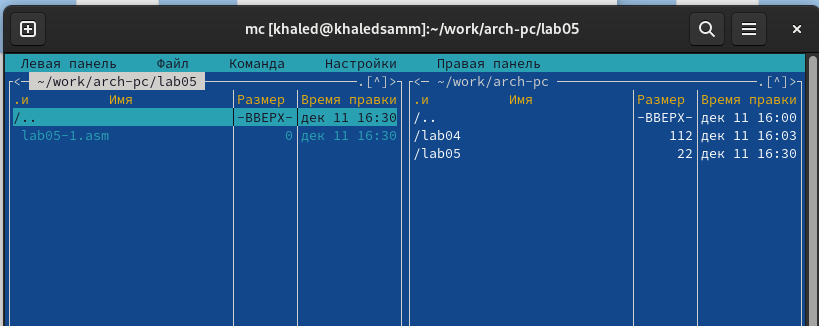 mc [khaled@khaledsamm]:~/work/arch-pc/lab05
Левая панель Файл Команда Настройки Правая панель
<— ~/work/arch-pc/lab05 .[^]> <— ~/work/arch-pc .[^]>
.и Имя Размер Время правки .и Имя Размер Время правки
/.. -ВВЕРХ- дек 11 16:30 /.. -ВВЕРХ- дек 11 16:00
lab05-1.asm 0 дек 11 16:30 /lab04 112 дек 11 16:03
/lab05 22 дек 11 16:30